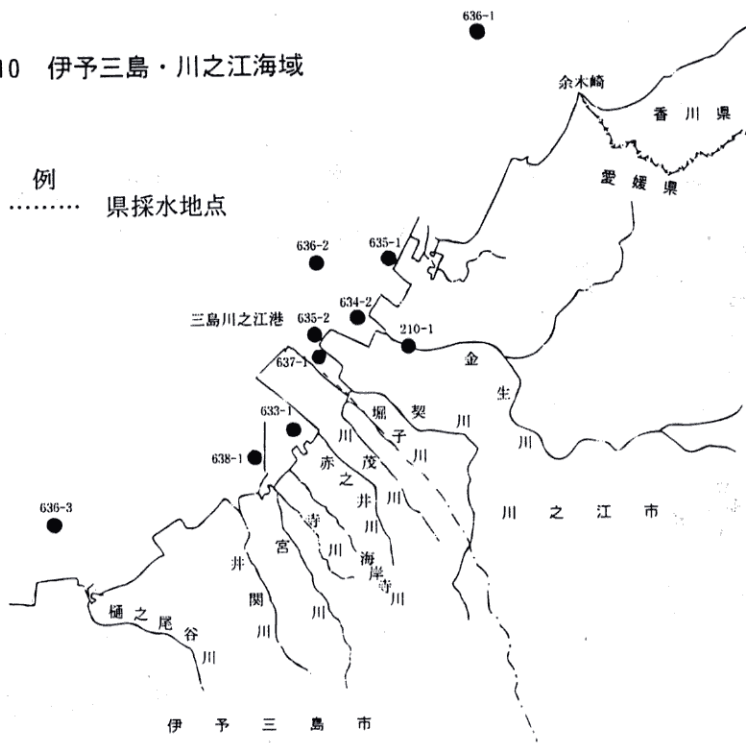 10 伊予三島・川之江海域
636-1
余木崎
香川県
愛媛県
例
……… 県採水地点
636-2
635-1
634-2
三島川之江港
635-2
210-1
637-1
金生川
633-1
堀川
契川
子川
638-1
赤之井川
茂川
川之江市
636-3
寺川
海岸寺川
宮川
井関川
樋之尾谷川
伊予三島市